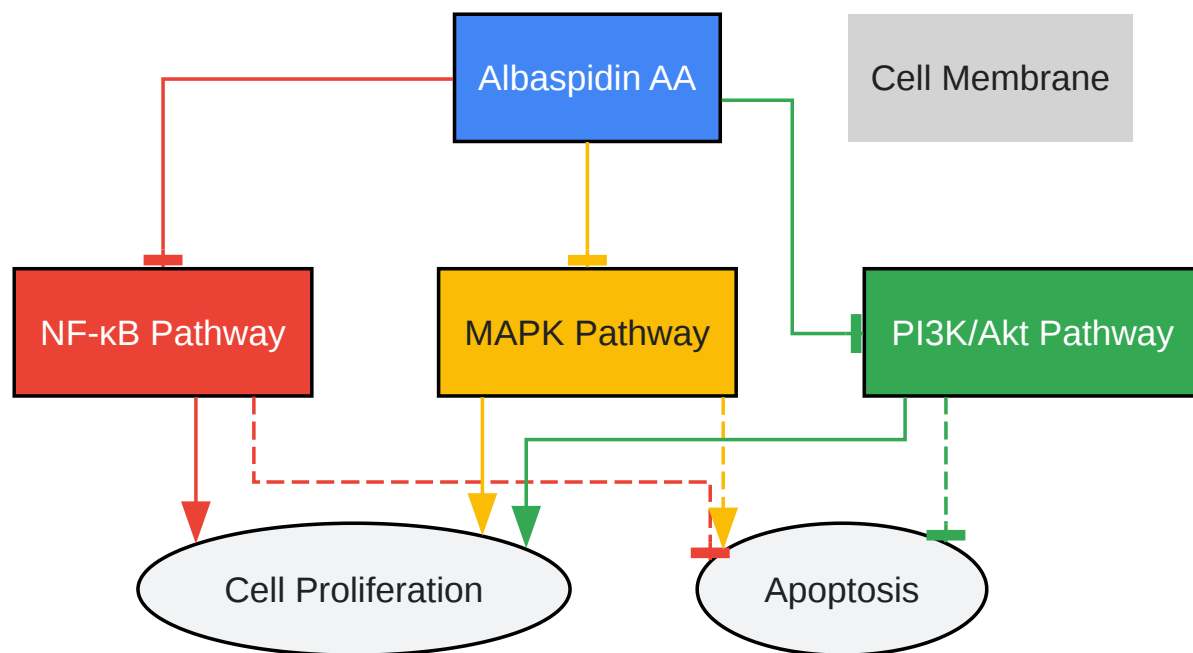 Albaspidin AA
Cell Membrane
NF-κB Pathway
MAPK Pathway
PI3K/Akt Pathway
Cell Proliferation
Apoptosis